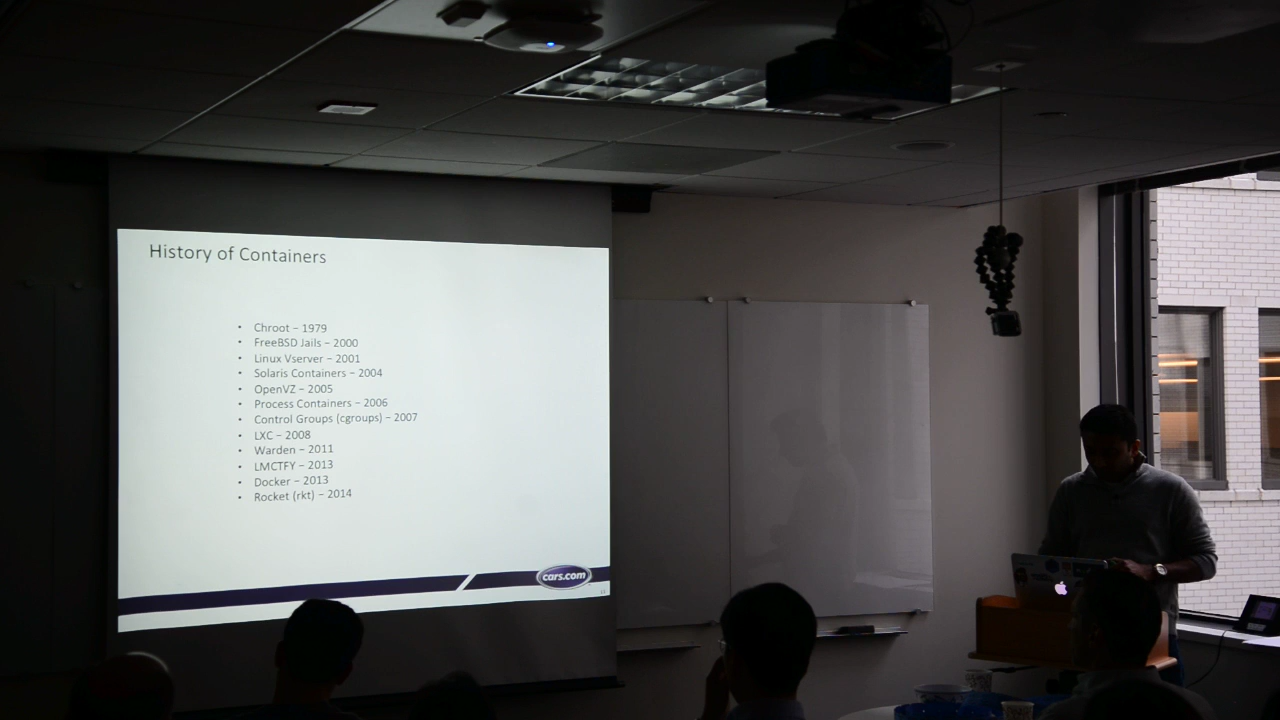 History of Containers
• Chroot – 1979
• FreeBSD Jails – 2000
• Linux Vserver – 2001
• Solaris Containers – 2004
• OpenVZ – 2005
• Process Containers – 2006
• Control Groups (cgroups) – 2007
• LXC – 2008
• Warden – 2011
• LMCTFY – 2013
• Docker – 2013
• Rocket (rkt) – 2014
cars.com